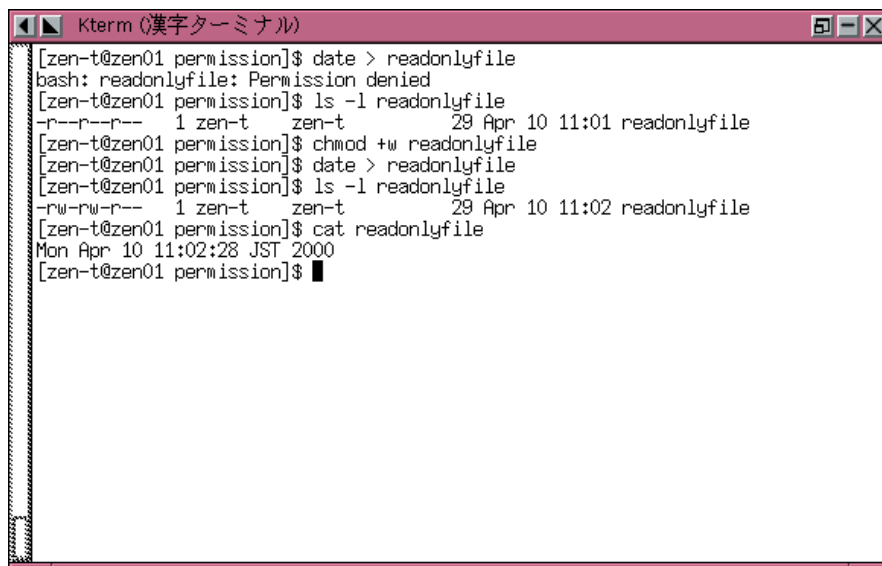 Kterm (漢字ターミナル)
[zen-t@zen01 permission]$ date > readonlyfile
bash: readonlyfile: Permission denied
[zen-t@zen01 permission]$ ls -l readonlyfile
-r--r--r--   1 zen-t    zen-t          29 Apr 10 11:01 readonlyfile
[zen-t@zen01 permission]$ chmod +w readonlyfile
[zen-t@zen01 permission]$ date > readonlyfile
[zen-t@zen01 permission]$ ls -l readonlyfile
-rw-rw-r--   1 zen-t    zen-t          29 Apr 10 11:02 readonlyfile
[zen-t@zen01 permission]$ cat readonlyfile
Mon Apr 10 11:02:28 JST 2000
[zen-t@zen01 permission]$